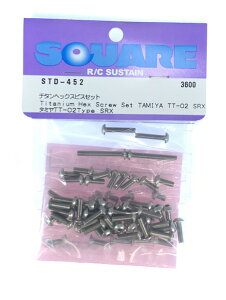 SQUARE
R/C SUSTAIN
STD-452 3600
チタンヘックスビスセット
Titanium Hex Screw Set TAMIYA TT-02 SRX
タミヤTT-02Type SRX